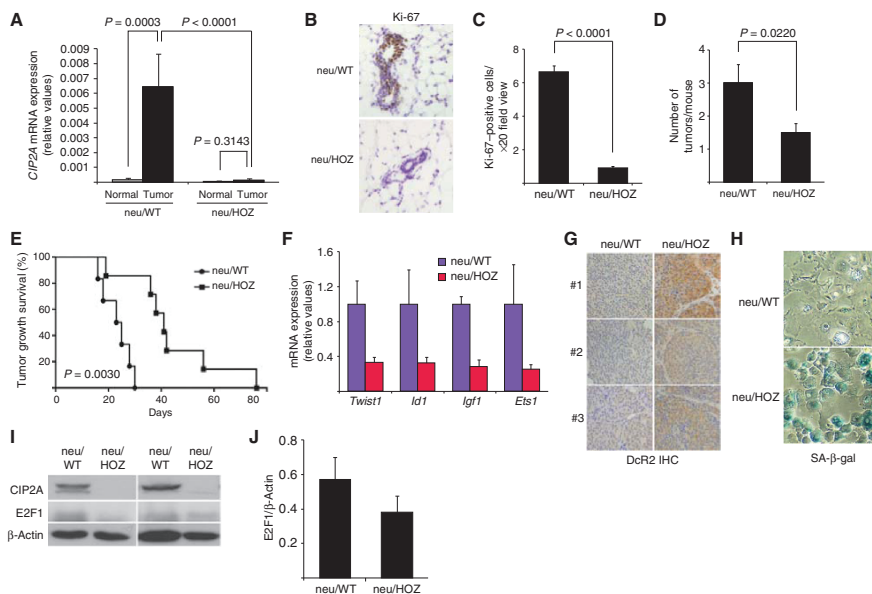 A
P = 0.0003
P < 0.0001
CIP2A mRNA expression
(relative values)
0.009
0.008
0.007
0.006
0.005
0.004
0.003
0.002
0.001
P = 0.3143
Normal Tumor
Normal Tumor
neu/WT
neu/HOZ
B
Ki-67
neu/WT
neu/HOZ
C
P < 0.0001
Ki-67–positive cells/
×20 field view
6
4
2
neu/WT
neu/HOZ
D
P = 0.0220
Number of
tumors/mouse
4
3
2
1
neu/WT
neu/HOZ
E
Tumor growth survival (%)
100
80
60
40
20
0
neu/WT
neu/HOZ
P = 0.0030
0
20
40
60
80
Days
F
neu/WT
neu/HOZ
mRNA expression
(relative values)
1.2
0.8
0.4
Twist1
Id1
Igf1
Ets1
G
neu/WT
neu/HOZ
#1
#2
#3
DcR2 IHC
H
neu/WT
neu/HOZ
SA-β-gal
I
neu/
WT
neu/
HOZ
neu/
WT
neu/
HOZ
CIP2A
E2F1
β-Actin
J
E2F1/β-Actin
0.8
0.6
0.4
0.2
neu/WT
neu/HOZ